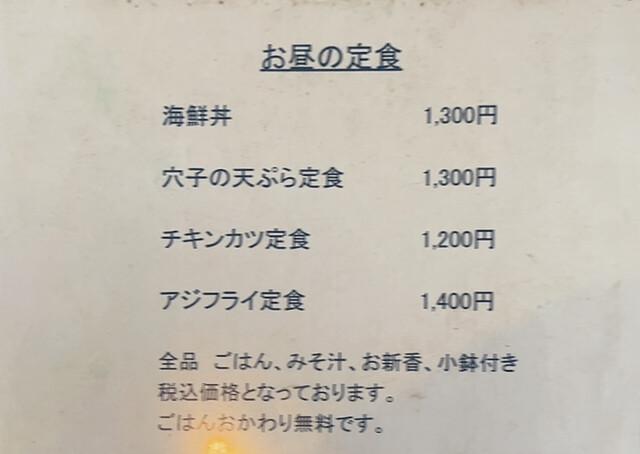 お昼の定食
海鮮丼 1,300円
穴子の天ぷら定食 1,300円
チキンカツ定食 1,200円
アジフライ定食 1,400円
全品 ごはん、みそ汁、お新香、小鉢付き
税込価格となっております。
ごはんおかわり無料です。